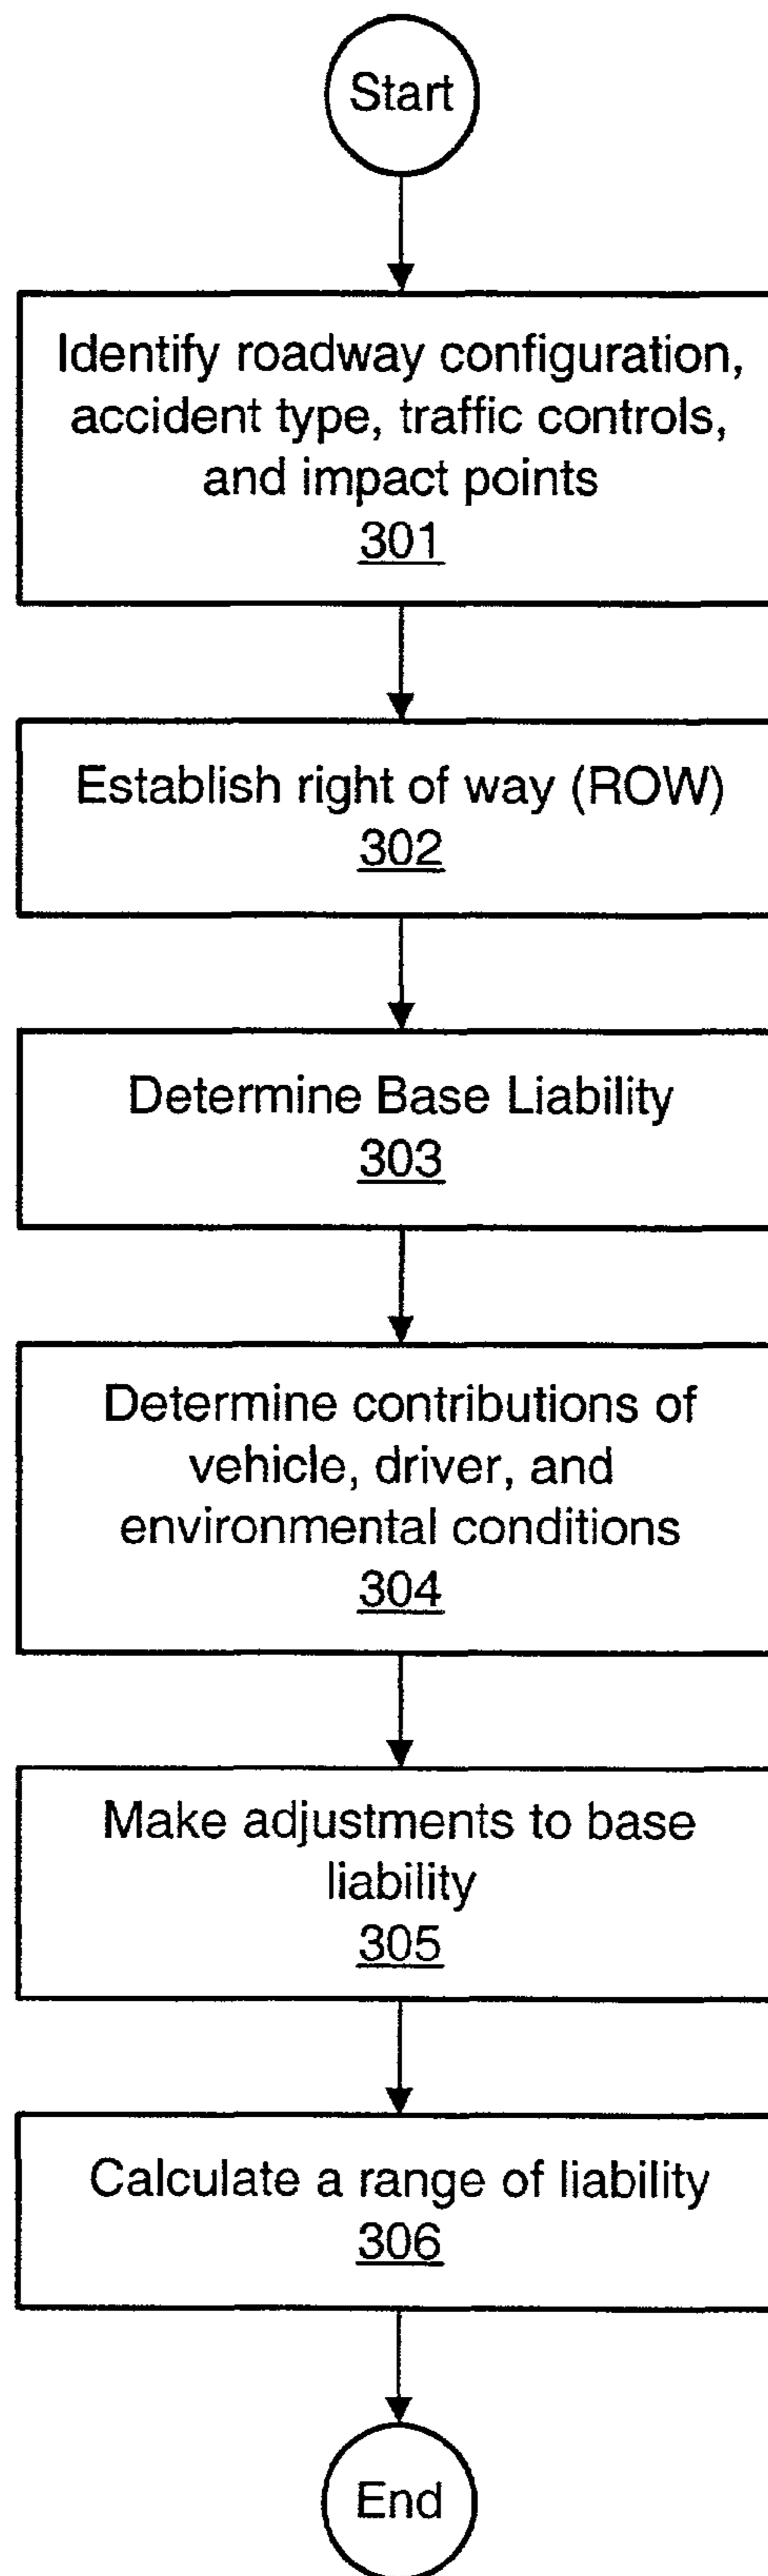 Start
Identify roadway configuration,
accident type, traffic controls,
and impact points
301
Establish right of way (ROW)
302
Determine Base Liability
303
Determine contributions of
vehicle, driver, and
environmental conditions
304
Make adjustments to base
liability
305
Calculate a range of liability
306
End